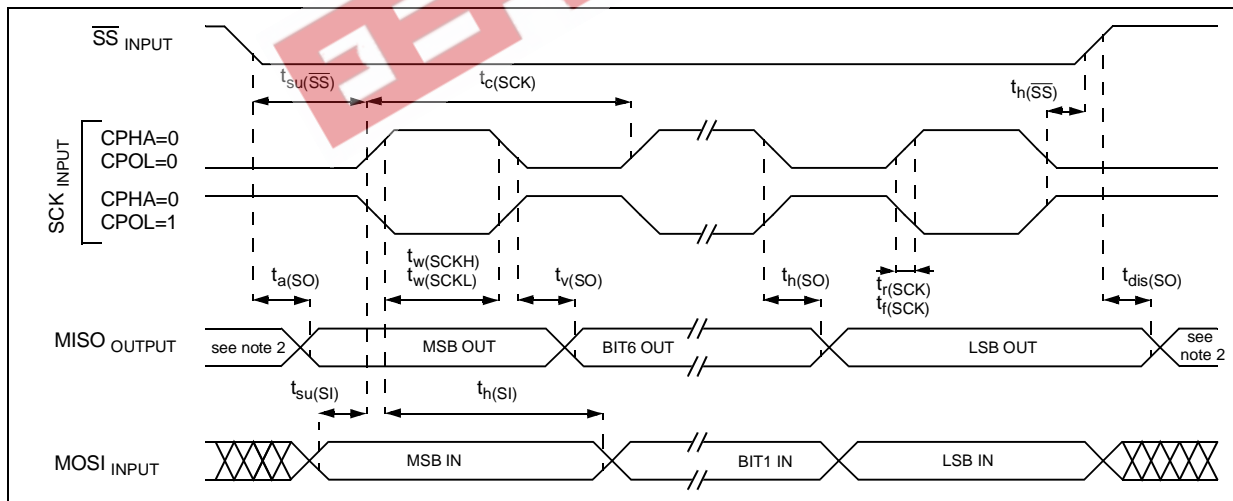 SS INPUT
tsu(SS)
tc(SCK)
th(SS)
SCK INPUT
CPHA=0
CPOL=0
CPHA=0
CPOL=1
ta(SO)
tw(SCKH)
tw(SCKL)
tv(SO)
th(SO)
tr(SCK)
tf(SCK)
tdis(SO)
MISO OUTPUT
see note 2
MSB OUT
BIT6 OUT
LSB OUT
see
note 2
tsu(SI)
th(SI)
MOSI INPUT
MSB IN
BIT1 IN
LSB IN